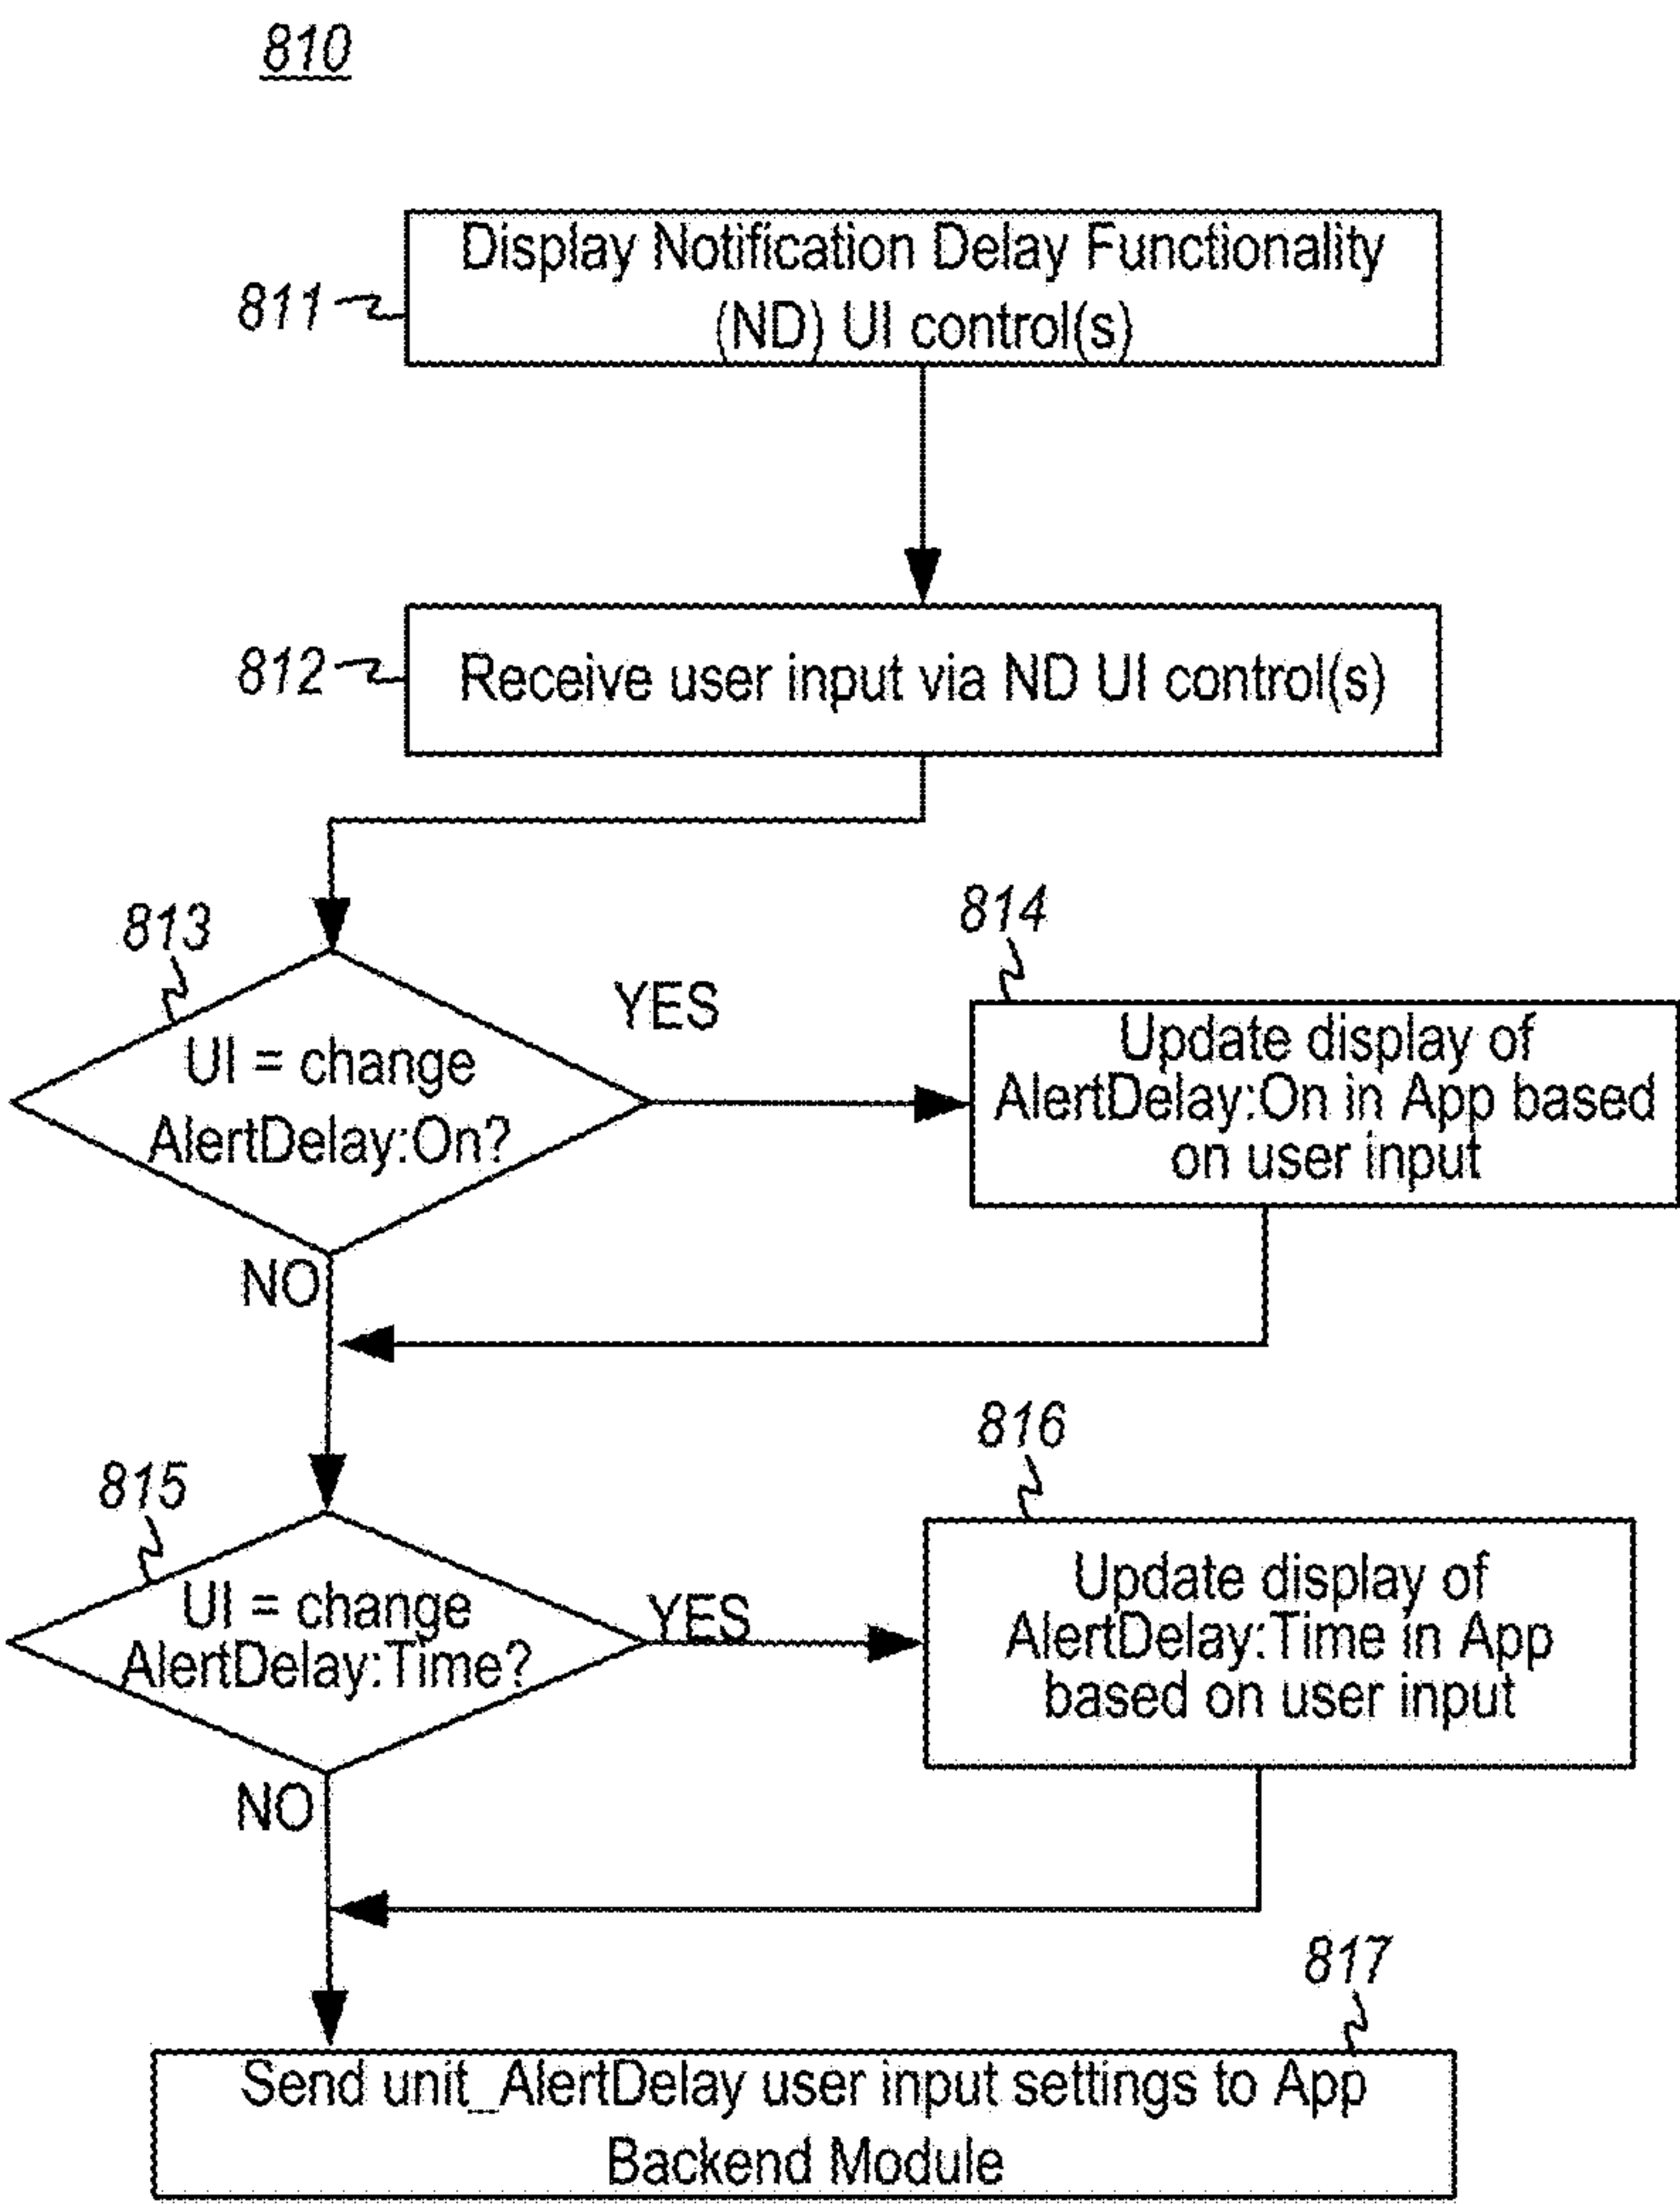 810
Display Notification Delay Functionality
(ND) UI control(s)
811
812
Receive user input via ND UI control(s)
813
UI = change
AlertDelay:On?
YES
814
Update display of
AlertDelay:On in App based
on user input
NO
815
UI = change
AlertDelay:Time?
YES
816
Update display of
AlertDelay:Time in App
based on user input
NO
817
Send unit_AlertDelay user input settings to App
Backend Module